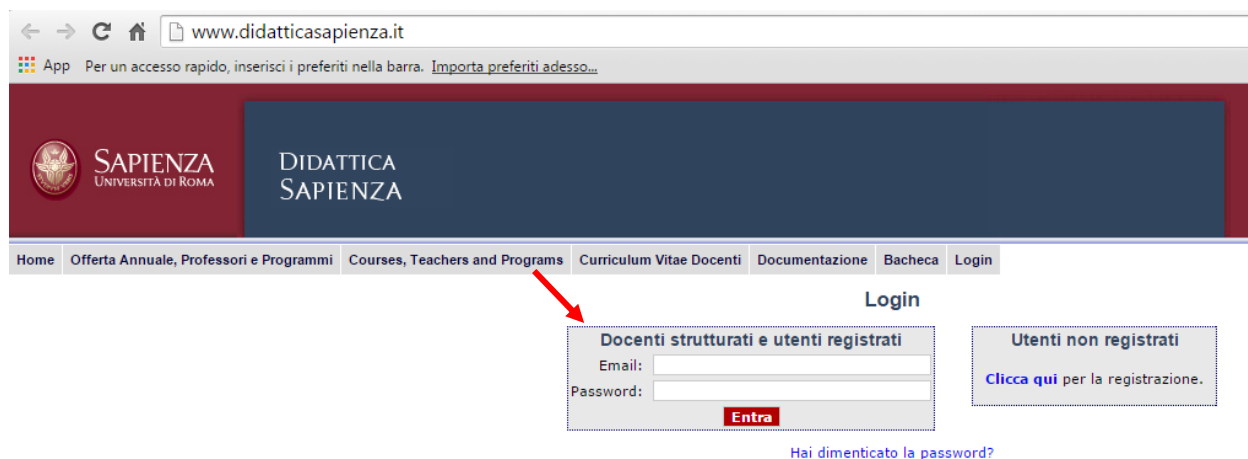 www.didatticasapienza.it
App Per un accesso rapido, inserisci i preferiti nella barra. Importa preferiti adesso...
SAPIENZA
UNIVERSITÀ DI ROMA
DIDATTICA
SAPIENZA
Home Offerta Annuale, Professori e Programmi Courses, Teachers and Programs Curriculum Vitae Docenti Documentazione Bacheca Login
Login
Docenti strutturati e utenti registrati
Email:
Password:
Entra
Utenti non registrati
Clicca qui per la registrazione.
Hai dimenticato la password?